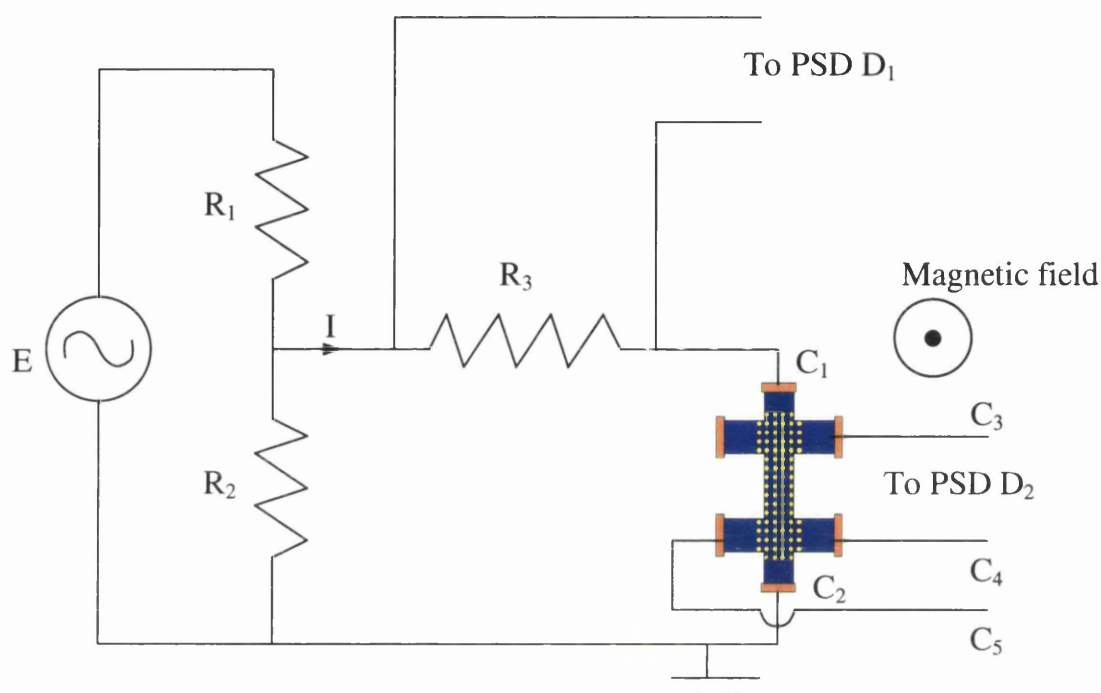 To PSD D₁
R₁
R₃
Magnetic field
E
I
C₁
C₃
R₂
To PSD D₂
C₄
C₂
C₅